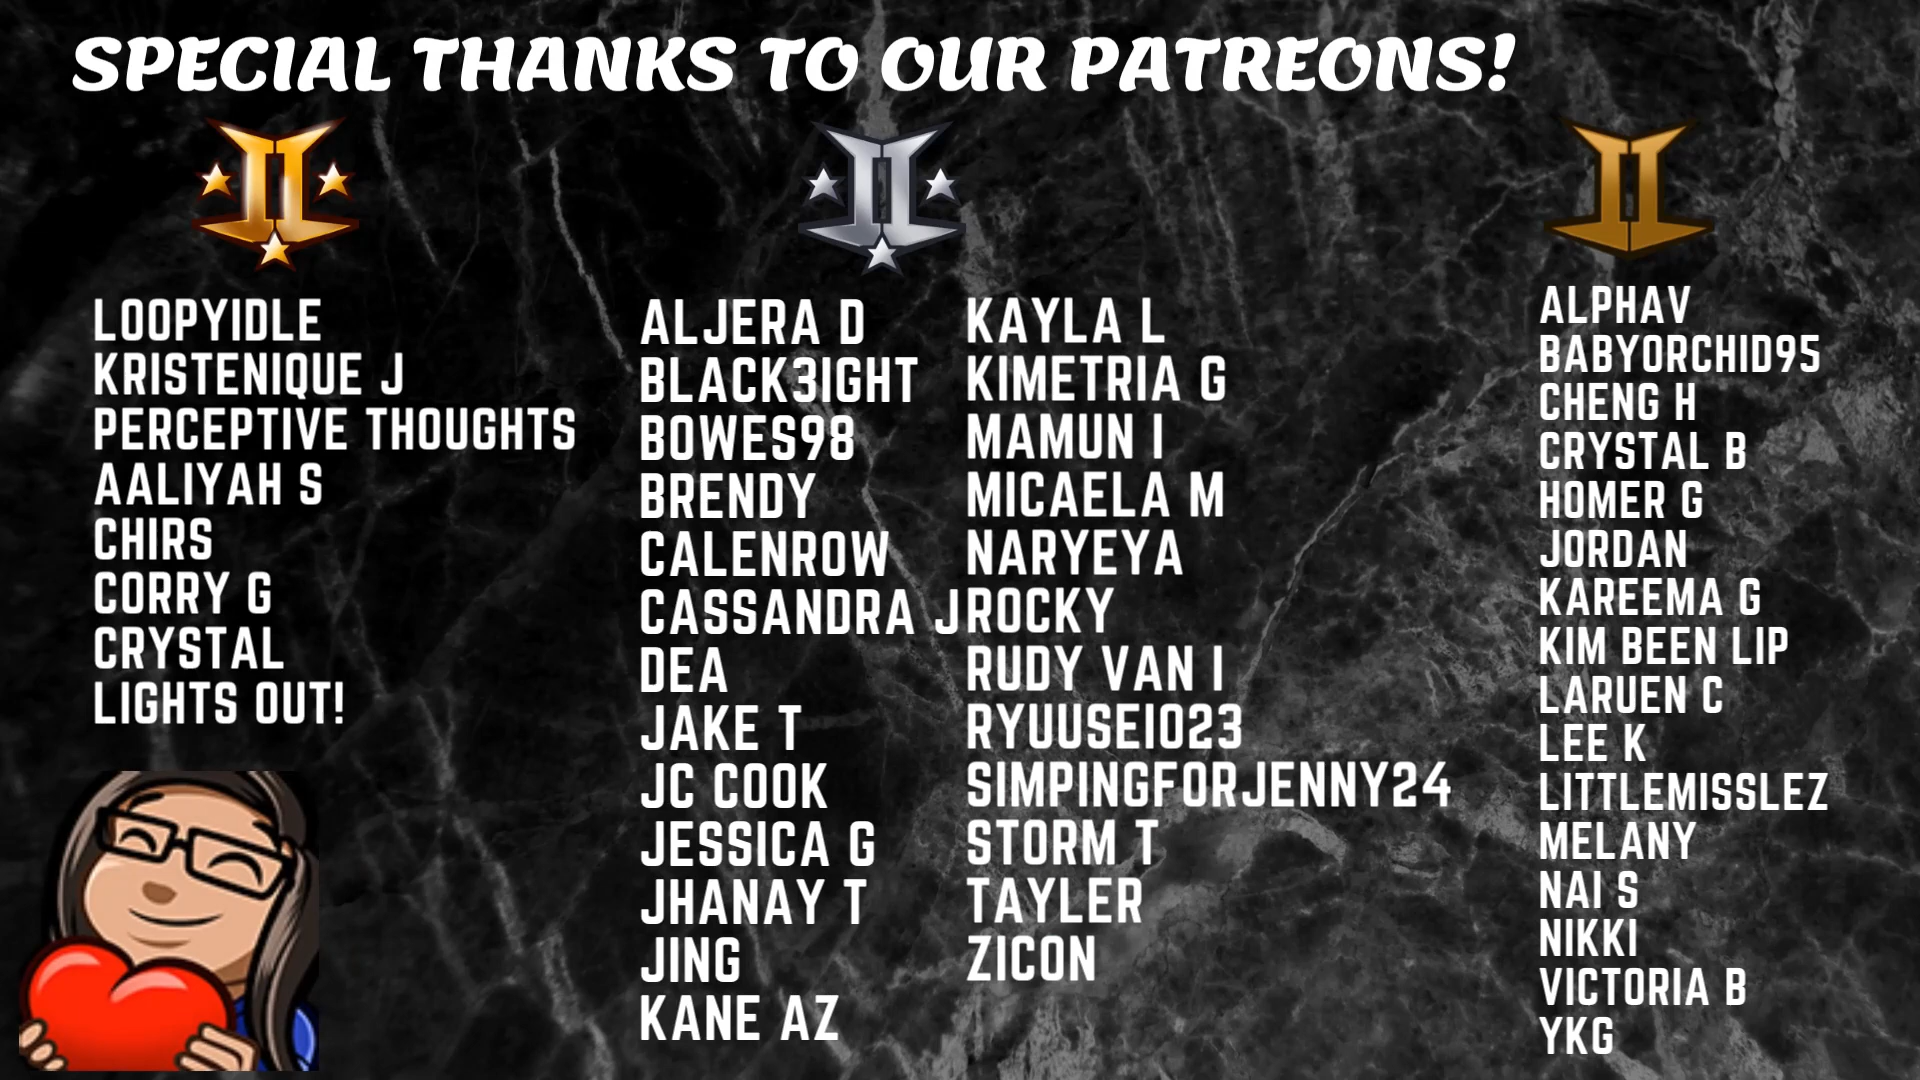 SPECIAL THANKS TO OUR PATREONS!
LOOPYIDLE
KRISTENIQUE J
PERCEPTIVE THOUGHTS
AALIYAH S
CHIRS
CORRY G
CRYSTAL
LIGHTS OUT!
ALJERA D
BLACK3IGHT
BOWES98
BRENDY
CALENROW
CASSANDRA J
DEA
JAKE T
JC COOK
JESSICA G
JHANAY T
JING
KANE AZ
KAYLA L
KIMETRIA G
MAMUN I
MICAELA M
NARYEYA
ROCKY
RUDY VAN I
RYUUSEI023
SIMPINGFORJENNY24
STORM T
TAYLER
ZICON
ALPHAV
BABYORCHID95
CHENG H
CRYSTAL B
HOMER G
JORDAN
KAREEMA G
KIM BEEN LIP
LARUEN C
LEE K
LITTLEMISSLEZ
MELANY
NAI S
NIKKI
VICTORIA B
YKG